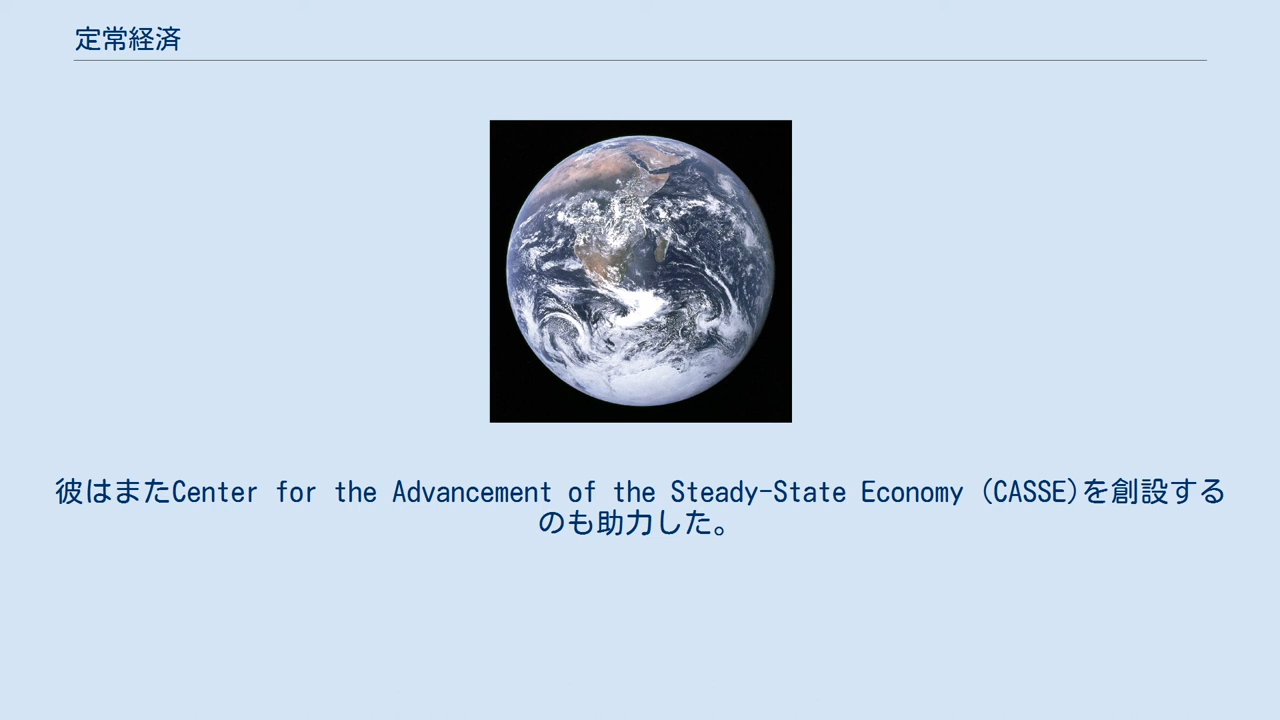 定常経済
彼はまたCenter for the Advancement of the Steady-State Economy (CASSE)を創設する
のも助力した。